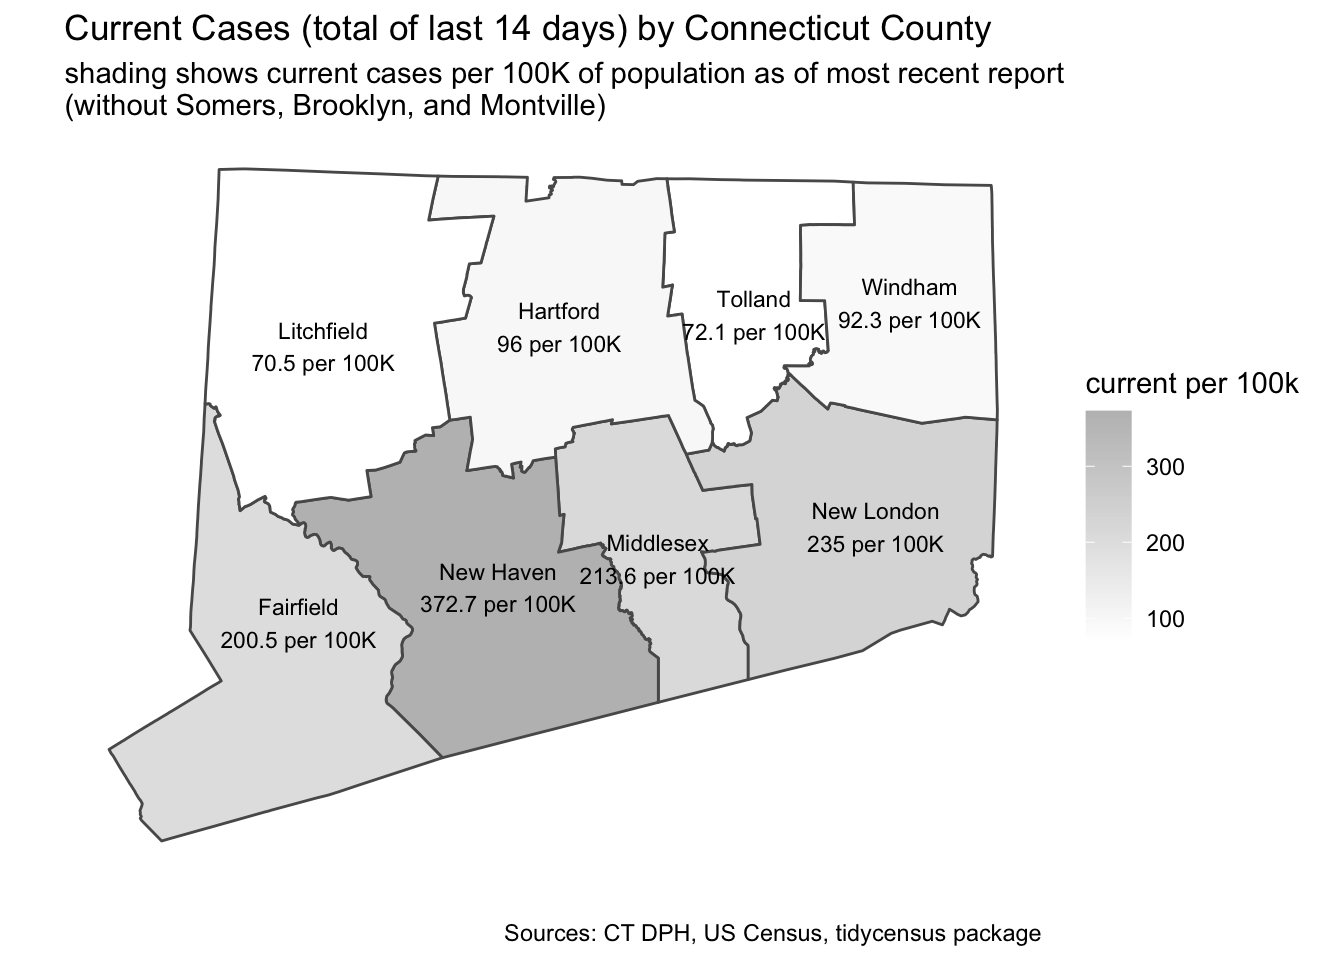 Current Cases (total of last 14 days) by Connecticut County
shading shows current cases per 100K of population as of most recent report
(without Somers, Brooklyn, and Montville)
Litchfield
70.5 per 100K
Hartford
96 per 100K
Tolland
72.1 per 100K
Windham
92.3 per 100K
Fairfield
200.5 per 100K
New Haven
372.7 per 100K
Middlesex
213.6 per 100K
New London
235 per 100K
current per 100k
300
200
100
Sources: CT DPH, US Census, tidycensus package